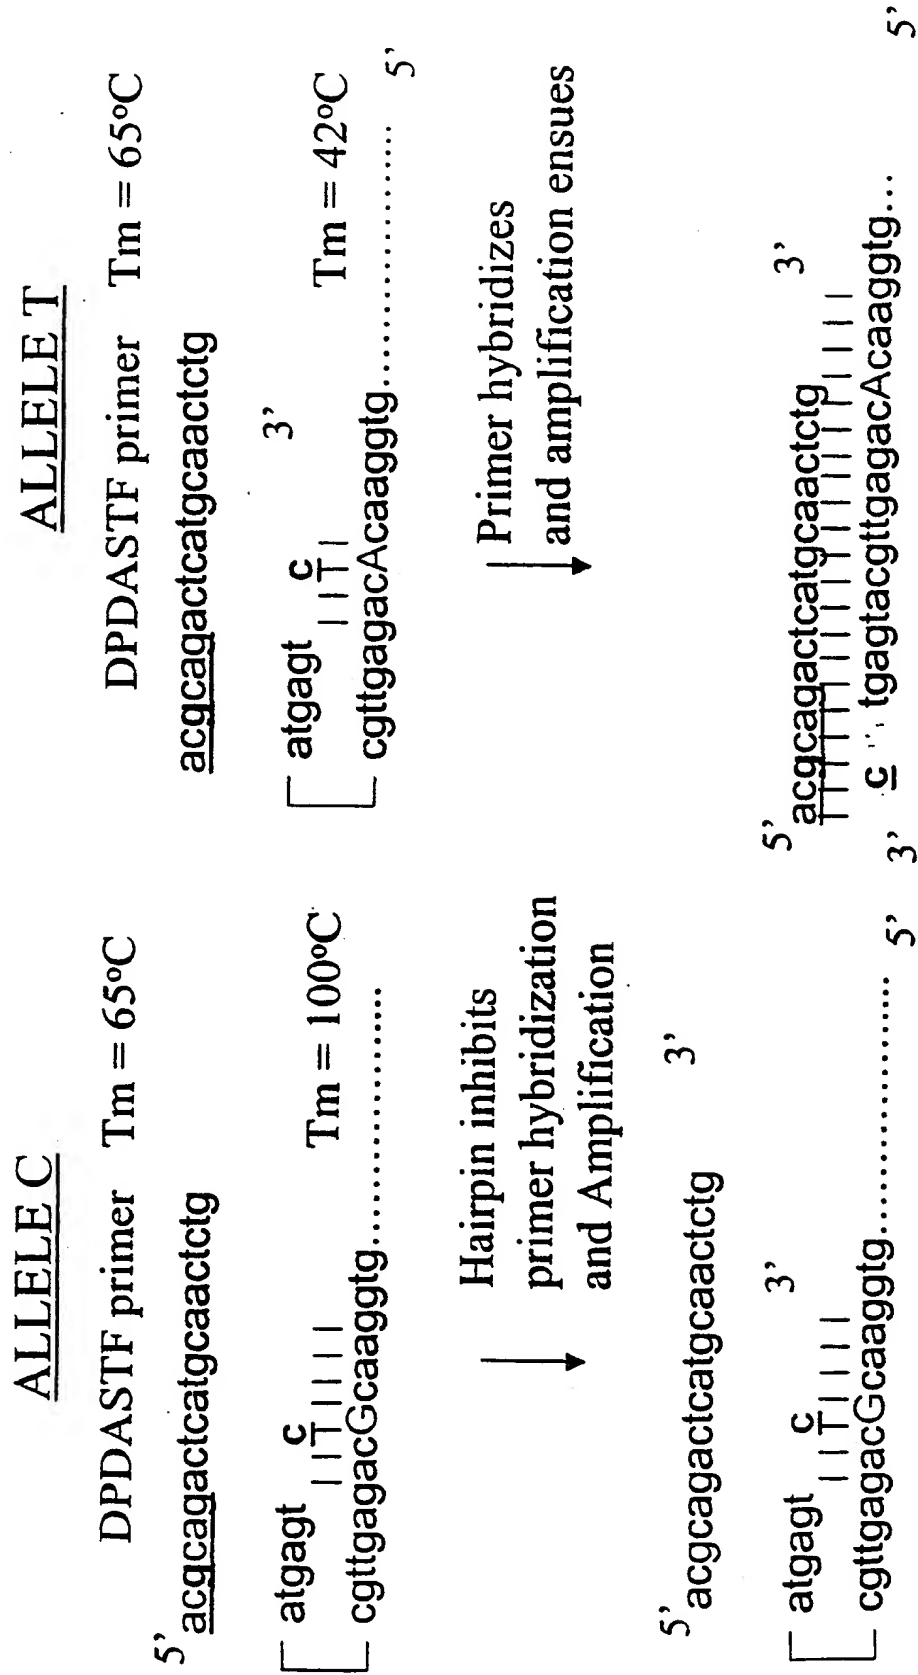 ALLELE C
DPDASTF primer Tm = 65°C
5' acgcagactcatgcaactctg
atgagt c 3'
cgttgagacGcaaggtg.................... Tm = 100°C
Hairpin inhibits
primer hybridization
and Amplification
5' acgcagactcatgcaactctg 3'
atgagt c 3'
cgttgagacGcaaggtg.................... 5'
ALLELE T
DPDASTF primer Tm = 65°C
acgcagactcatgcaactctg
atgagt c 3'
cgttgagacAcaaggtg.................... 5' Tm = 42°C
Primer hybridizes
and amplification ensues
5' acgcagactcatgcaactctg 3'
3' c tgagtacgttgagacAcaaggtg... 5'